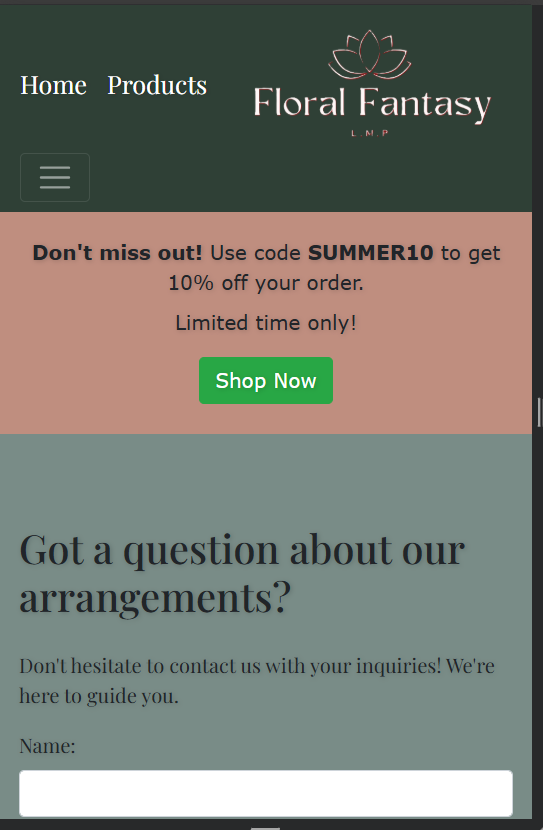 Home Products
Floral Fantasy
L.M.P
Don't miss out! Use code SUMMER10 to get
10% off your order.
Limited time only!
Shop Now
Got a question about our
arrangements?
Don't hesitate to contact us with your inquiries! We're
here to guide you.
Name: